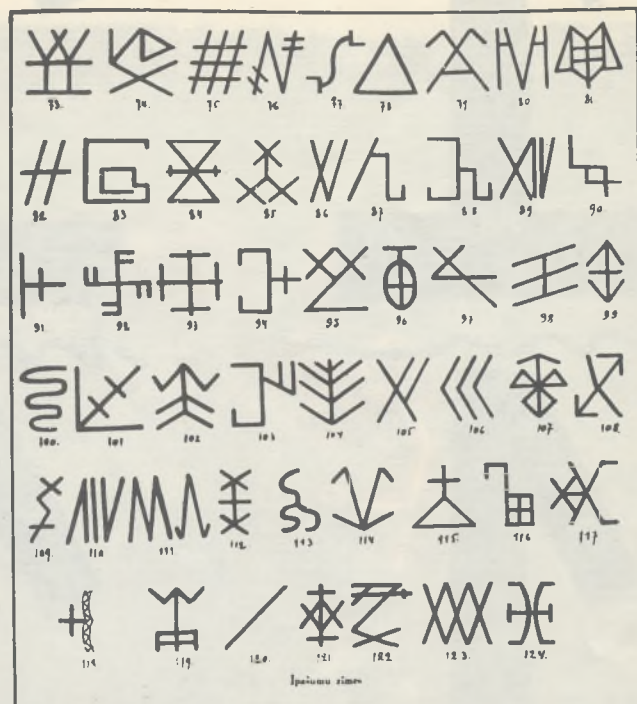 73. 74. 75. 76. 77. 78. 79. 80. 81.
82. 83. 84. 85. 86. 87. 88. 89. 90.
91. 92. 93. 94. 95. 96. 97. 98. 99.
100. 101. 102. 103. 104. 105. 106. 107. 108.
109. 110. 111. 112. 113. 114. 115. 116. 117.
118. 119. 120. 121. 122. 123. 124.
Īpašumu zīmes